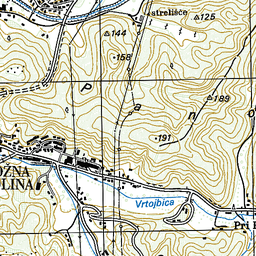 strelišče
△ 125
△ 144
• 158
P a n o
△ 189
• 191
OŽNA
OLINA
Vrtojbica
Pri